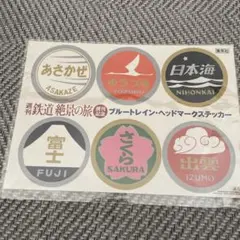 あさかぜ
ASAKAZE
日本海
NIHONKAI
鉄道 絶景の旅
ブルートレイン・ヘッドマークステッカー
富士
FUJI
さくら
SAKURA
出雲
IZUMO